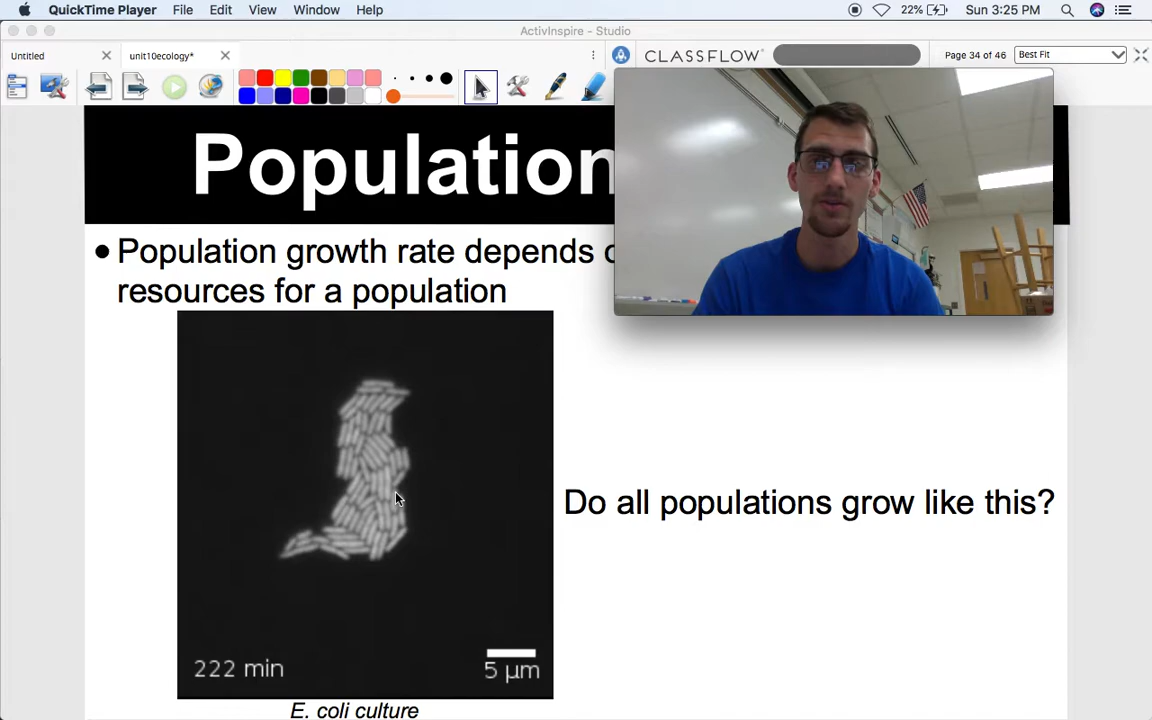 QuickTime Player File Edit View Window Help 22% Sun 3:25 PM
ActivInspire - Studio
Untitled unit10ecology* CLASSFLOW Page 34 of 46 Best Fit
Population
Population growth rate depends
resources for a population
Do all populations grow like this?
222 min 5 μm
E. coli culture